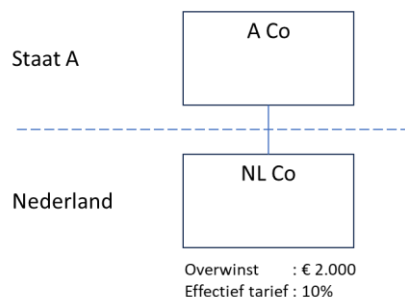 A Co
Staat A
NL Co
Nederland
Overwinst : € 2.000
Effectief tarief : 10%